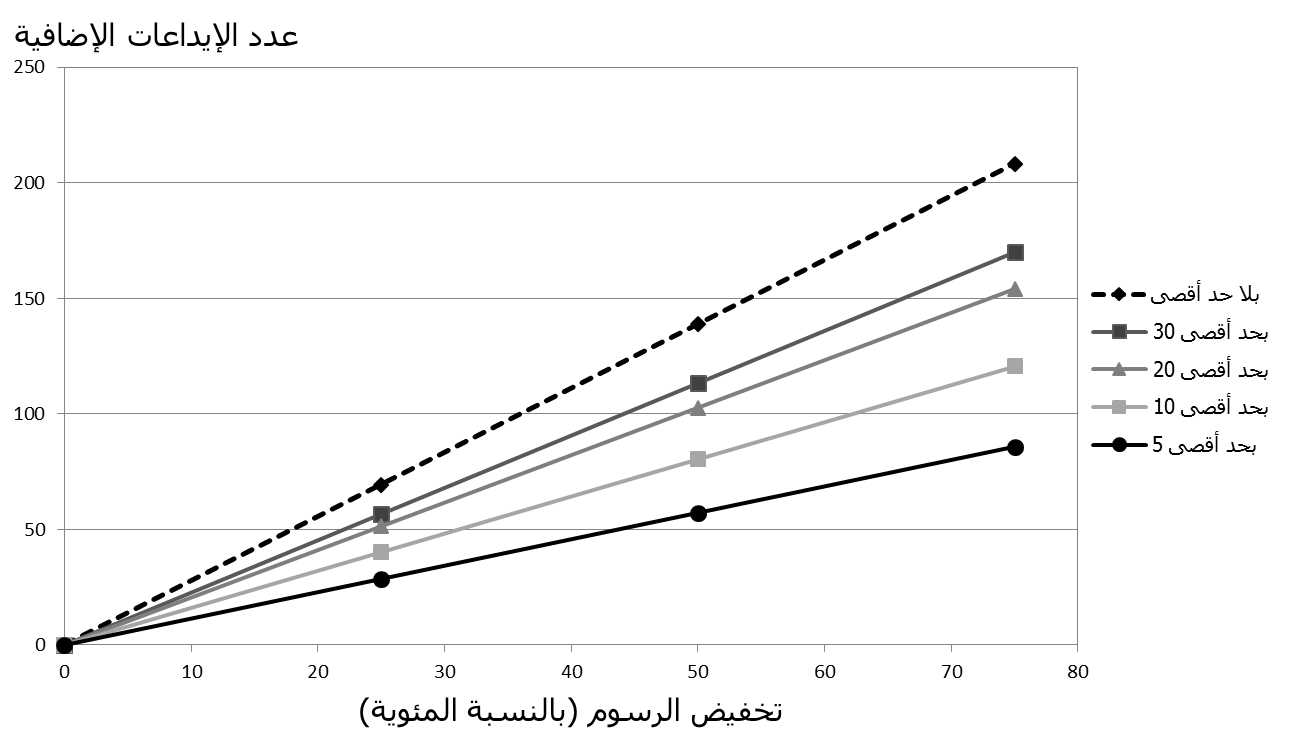 عدد الإيداعات الإضافية
250
200
150
100
50
0
0 10 20 30 40 50 60 70 80
تخفيض الرسوم (بالنسبة المئوية)
بلا حد أقصى
بحد أقصى 30
بحد أقصى 20
بحد أقصى 10
بحد أقصى 5